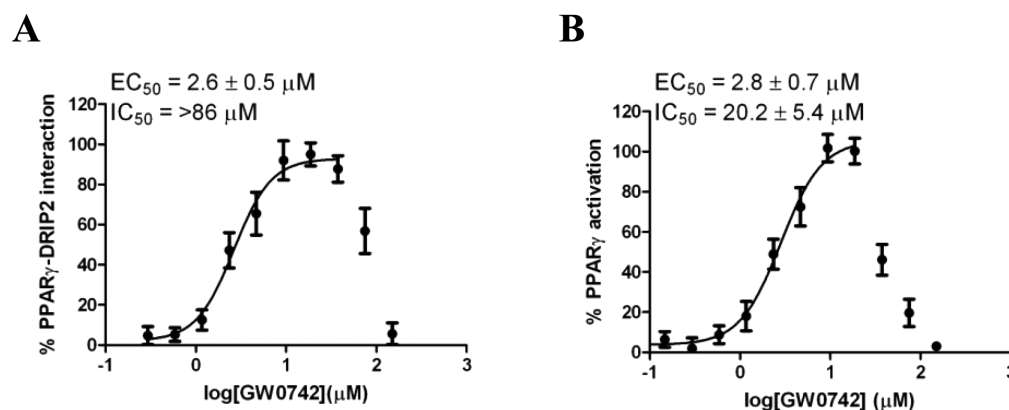 A
EC50 = 2.6 ± 0.5 μM
IC50 = >86 μM
120
100
80
60
40
20
0
% PPARγ-DRIP2 interaction
-1
0
1
2
3
log[GW0742](μM)
B
EC50 = 2.8 ± 0.7 μM
IC50 = 20.2 ± 5.4 μM
120
100
80
60
40
20
0
% PPARγ activation
-1
0
1
2
3
log[GW0742] (μM)